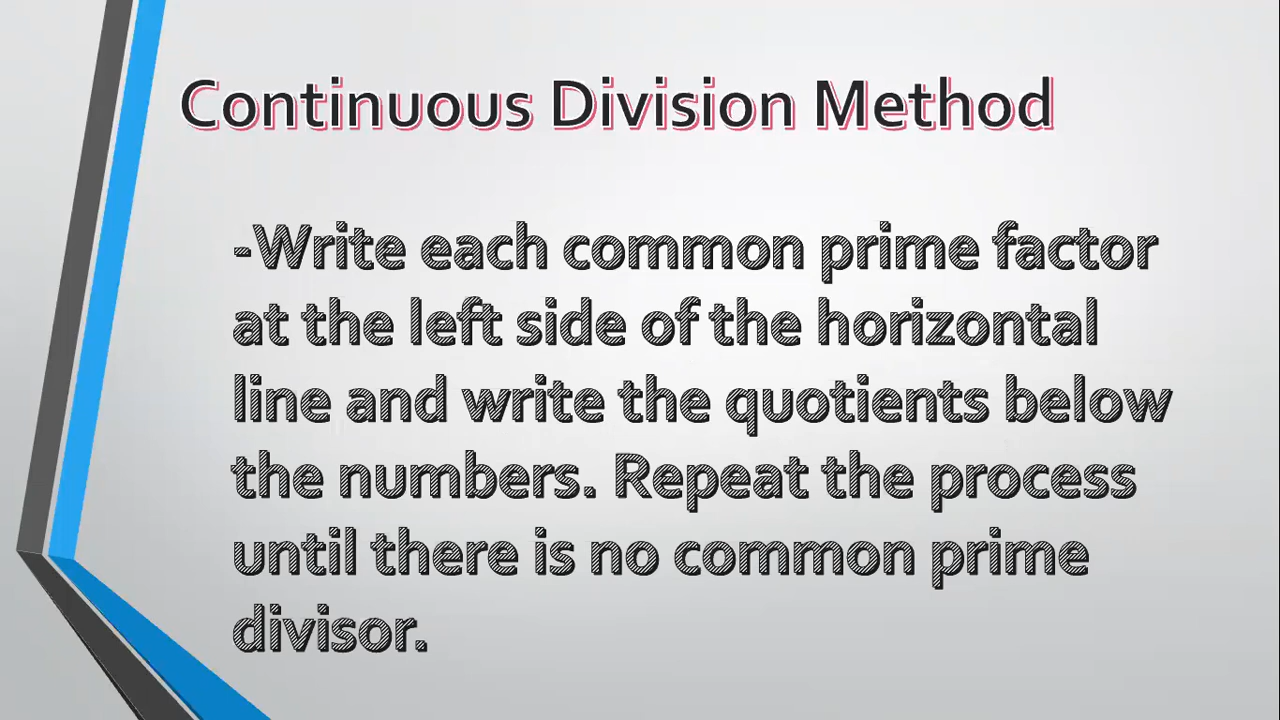 Continuous Division Method
-Write each common prime factor
at the left side of the horizontal
line and write the quotients below
the numbers. Repeat the process
until there is no common prime
divisor.